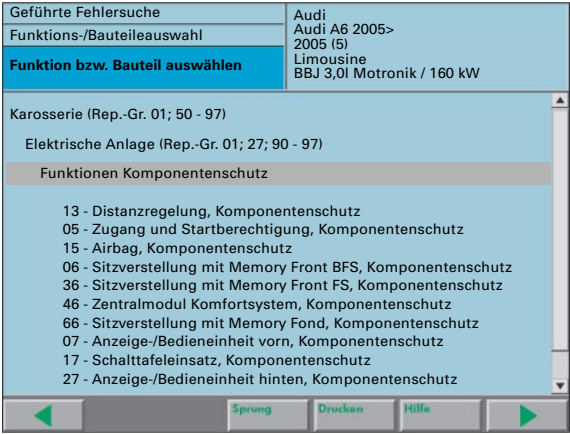 Geführte Fehlersuche
Funktions-/Bauteileauswahl
Funktion bzw. Bauteil auswählen
Audi
Audi A6 2005>
2005 (5)
Limousine
BBJ 3,0l Motronik / 160 kW
Karosserie (Rep.-Gr. 01; 50 - 97)
Elektrische Anlage (Rep.-Gr. 01; 27; 90 - 97)
Funktionen Komponentenschutz
13 - Distanzregelung, Komponentenschutz
05 - Zugang und Startberechtigung, Komponentenschutz
15 - Airbag, Komponentenschutz
06 - Sitzverstellung mit Memory Front BFS, Komponentenschutz
36 - Sitzverstellung mit Memory Front FS, Komponentenschutz
46 - Zentralmodul Komfortsystem, Komponentenschutz
66 - Sitzverstellung mit Memory Fond, Komponentenschutz
07 - Anzeige-/Bedieneinheit vorn, Komponentenschutz
17 - Schalttafeleinsatz, Komponentenschutz
27 - Anzeige-/Bedieneinheit hinten, Komponentenschutz
Sprung Drucken Hilfe